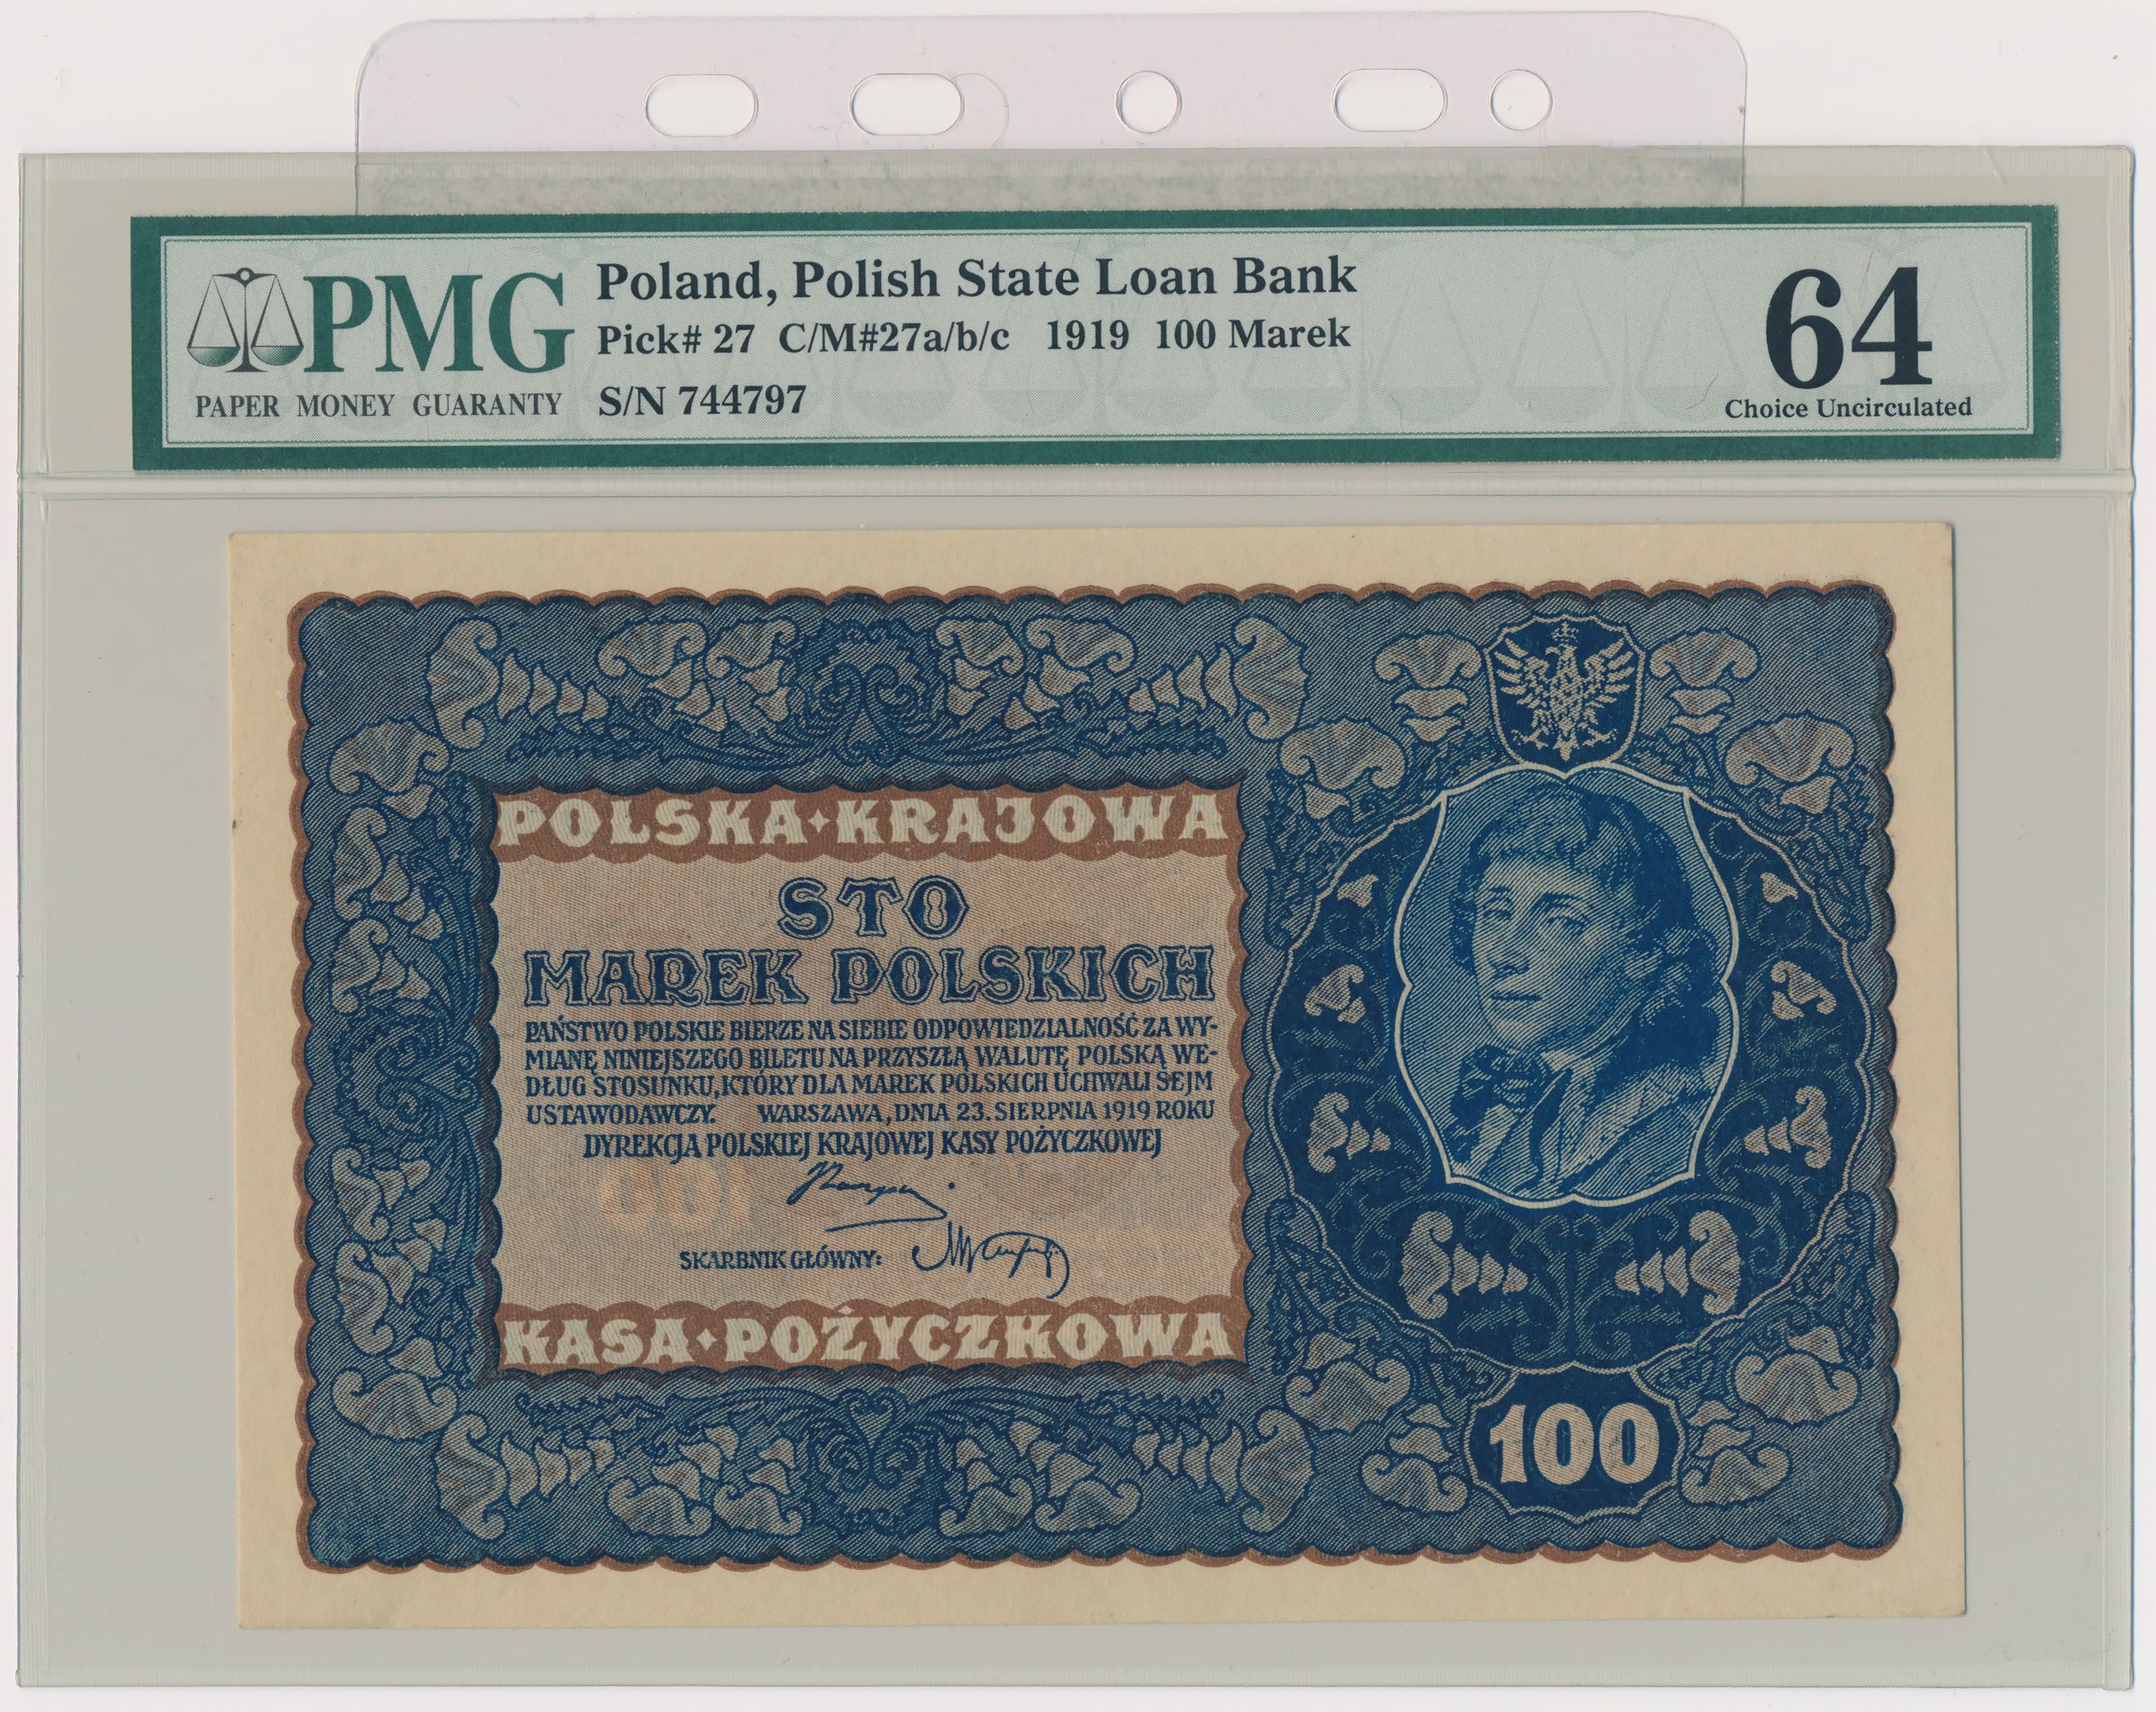 PMG
PAPER MONEY GUARANTY
Poland, Polish State Loan Bank
Pick# 27 C/M#27a/b/c 1919 100 Marek
S/N 744797
64
Choice Uncirculated
POLSKA KRAJOWA
STO
MAREK POLSKICH
PAŃSTWO POLSKIE BIERZE NA SIEBIE ODPOWIEDZIALNOŚĆ ZA WY-
MIANĘ NINIEJSZEGO BILETU NA PRZYSZŁĄ WALUTĘ POLSKĄ WE-
DŁUG STOSUNKU, KTÓRY DLA MAREK POLSKICH UCHWALI SEJM
USTAWODAWCZY. WARSZAWA, DNIA 23. SIERPNIA 1919 ROKU
DYREKCJA POLSKIEJ KRAJOWEJ KASY POŻYCZKOWEJ
SKARBNIK GŁÓWNY:
KASA POŻYCZKOWA
100